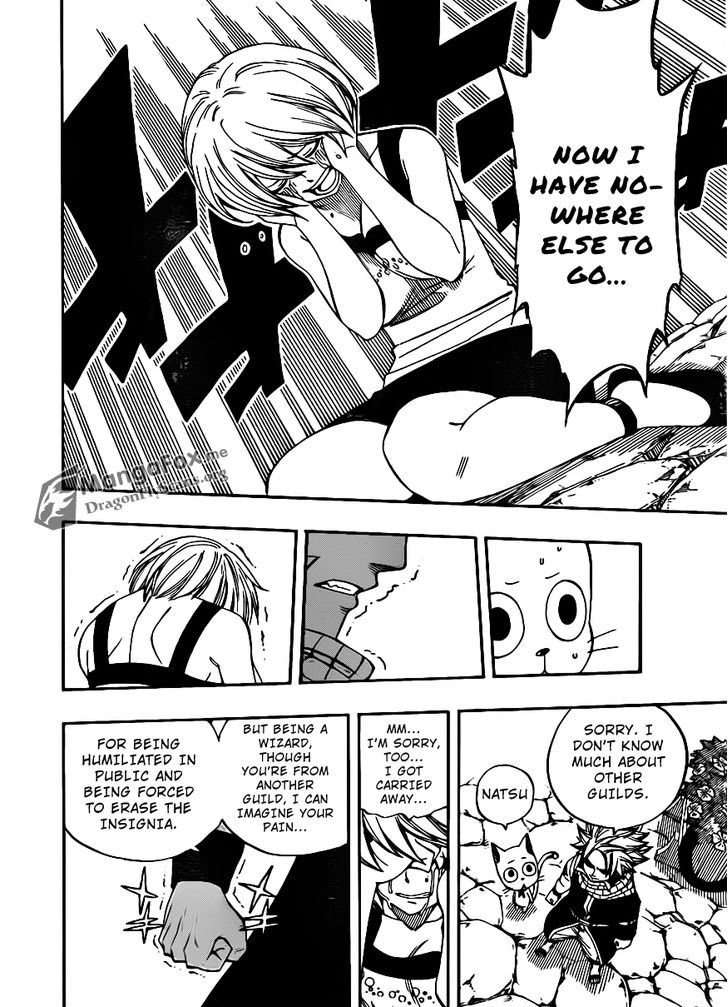 NOW I
HAVE NO-
WHERE
ELSE TO
GO...
MangaFox.me
SORRY. I
DON'T KNOW
MUCH ABOUT
OTHER
GUILDS.
NATSU
MM...
I'M SORRY,
TOO...
I GOT
CARRIED
AWAY...
BUT BEING A
WIZARD,
THOUGH
YOU'RE FROM
ANOTHER
GUILD, I CAN
IMAGINE YOUR
PAIN...
FOR BEING
HUMILIATED IN
PUBLIC AND
BEING FORCED
TO ERASE THE
INSIGNIA.